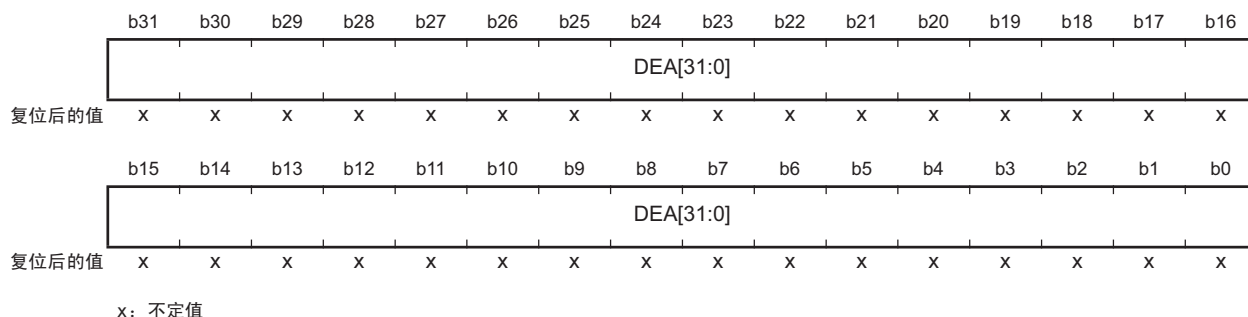 b31 b30 b29 b28 b27 b26 b25 b24 b23 b22 b21 b20 b19 b18 b17 b16
DEA[31:0]
复位后的值 x x x x x x x x x x x x x x x x
b15 b14 b13 b12 b11 b10 b9 b8 b7 b6 b5 b4 b3 b2 b1 b0
DEA[31:0]
复位后的值 x x x x x x x x x x x x x x x x
x：不定值